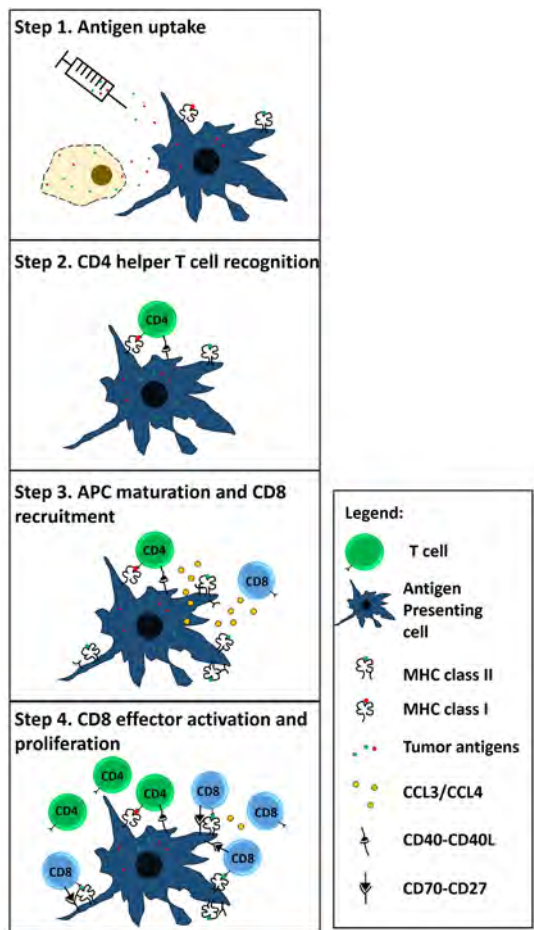 Step 1. Antigen uptake
Step 2. CD4 helper T cell recognition
CD4
Step 3. APC maturation and CD8
recruitment
CD4
CD8
Step 4. CD8 effector activation and
proliferation
CD4
CD4
CD8
CD4
CD8
CD8
CD8
Legend:
T cell
Antigen
Presenting
cell
MHC class II
MHC class I
Tumor antigens
CCL3/CCL4
CD40-CD40L
CD70-CD27